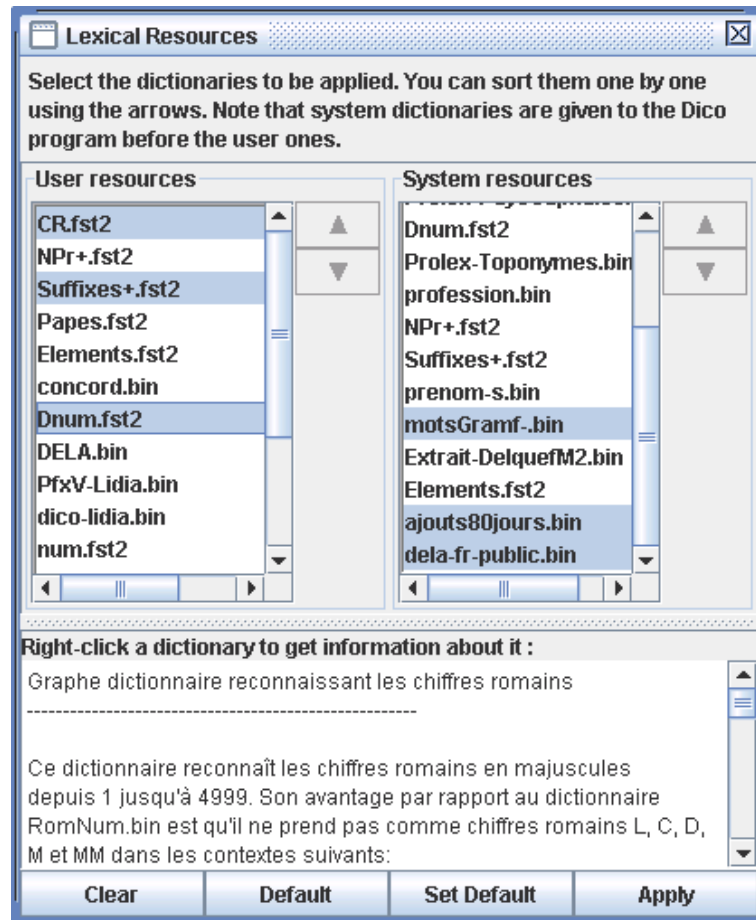 Lexical Resources
Select the dictionaries to be applied. You can sort them one by one
using the arrows. Note that system dictionaries are given to the Dico
program before the user ones.
User resources
CR.fst2
NPr+.fst2
Suffixes+.fst2
Papes.fst2
Elements.fst2
concord.bin
Dnum.fst2
DELA.bin
PfxV-Lidia.bin
dico-lidia.bin
num.fst2
System resources
Dnum.fst2
Prolex-Toponymes.bin
profession.bin
NPr+.fst2
Suffixes+.fst2
prenom-s.bin
motsGramf-.bin
Extrait-DelquefM2.bin
Elements.fst2
ajouts80jours.bin
dela-fr-public.bin
Right-click a dictionary to get information about it :
Graphe dictionnaire reconnaissant les chiffres romains
------------------------------------------------------
Ce dictionnaire reconnaît les chiffres romains en majuscules
depuis 1 jusqu'à 4999. Son avantage par rapport au dictionnaire
RomNum.bin est qu'il ne prend pas comme chiffres romains L, C, D,
M et MM dans les contextes suivants:
Clear
Default
Set Default
Apply